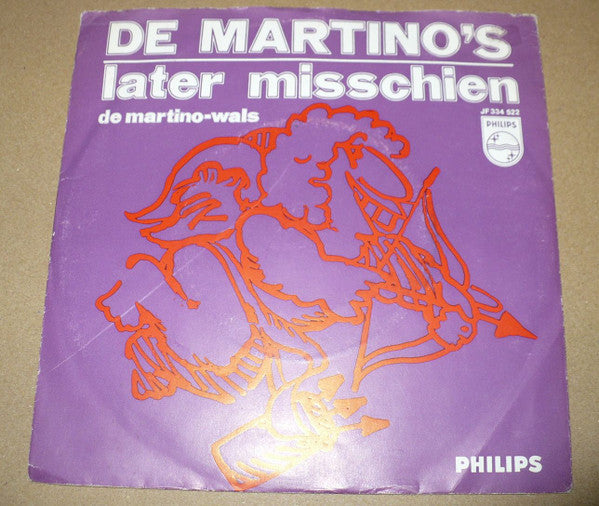 DE MARTINO'S
later misschien
de martino-wals
JF 334 522
PHILIPS
PHILIPS